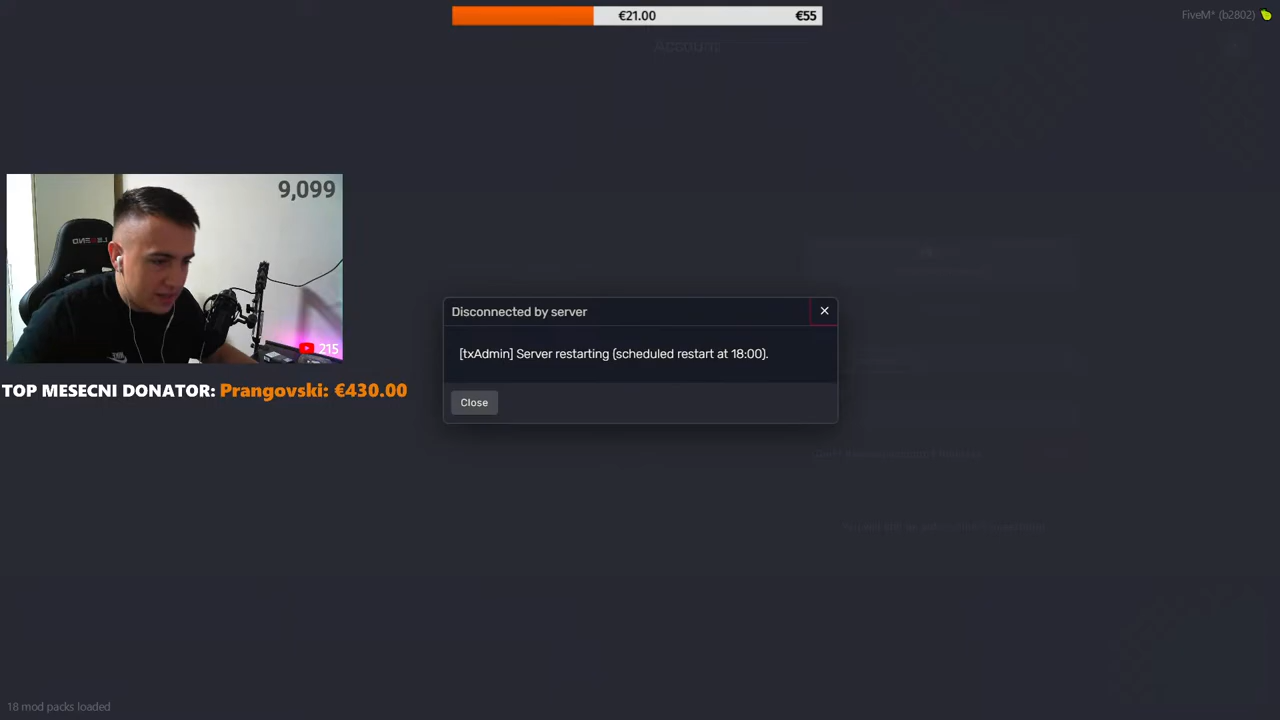 €21.00 €55
FiveM* (b2802)
Account
9,099
215
TOP MESECNI DONATOR: Prangovski: €430.00
Disconnected by server
[txAdmin] Server restarting (scheduled restart at 18:00).
Close
18 mod packs loaded